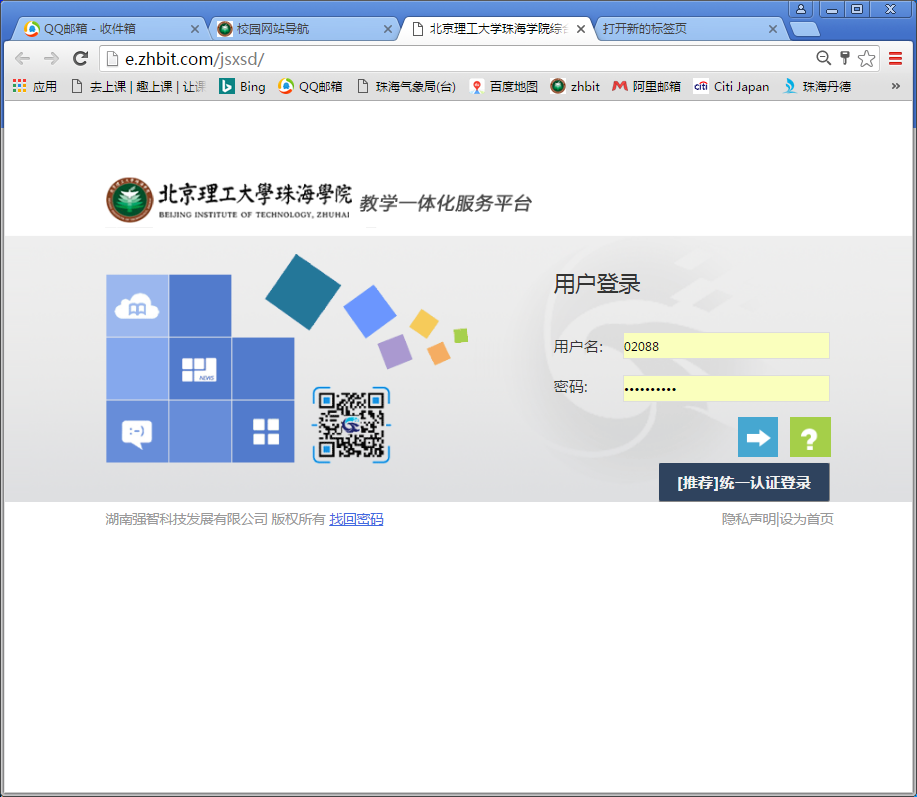 QQ邮箱 - 收件箱
校园网站导航
北京理工大学珠海学院综
打开新的标签页
e.zhbit.com/jsxsd/
应用
去上课 | 趣上课 | 让
Bing
QQ邮箱
珠海气象局(台)
百度地图
zhbit
阿里邮箱
citi Citi Japan
珠海丹德
»
北京理工大學珠海學院
BEIJING INSTITUTE OF TECHNOLOGY, ZHUHAI
教学一体化服务平台
用户登录
用户名: 02088
密码: ••••••••••
NEWS
:-)
?
[推荐]统一认证登录
湖南强智科技发展有限公司 版权所有 找回密码
隐私声明|设为首页